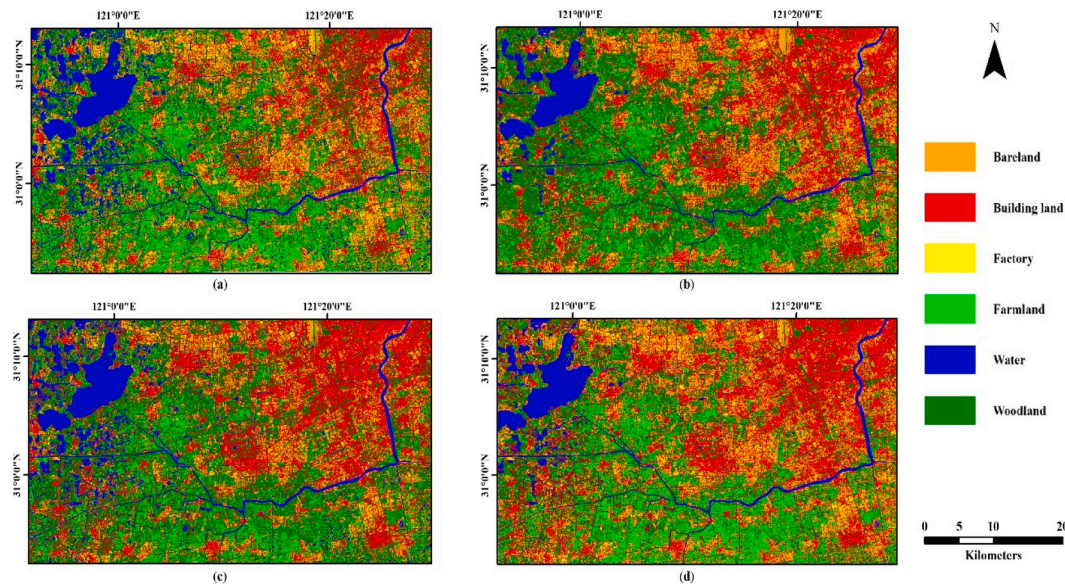 121°0'0"E 121°20'0"E
31°10'0"N
31°0'0"N
(a)
121°0'0"E 121°20'0"E
31°10'0"N
31°0'0"N
(b)
121°0'0"E 121°20'0"E
31°10'0"N
31°0'0"N
(c)
121°0'0"E 121°20'0"E
31°10'0"N
31°0'0"N
(d)
N
Bareland
Building land
Factory
Farmland
Water
Woodland
0 5 10 20
Kilometers